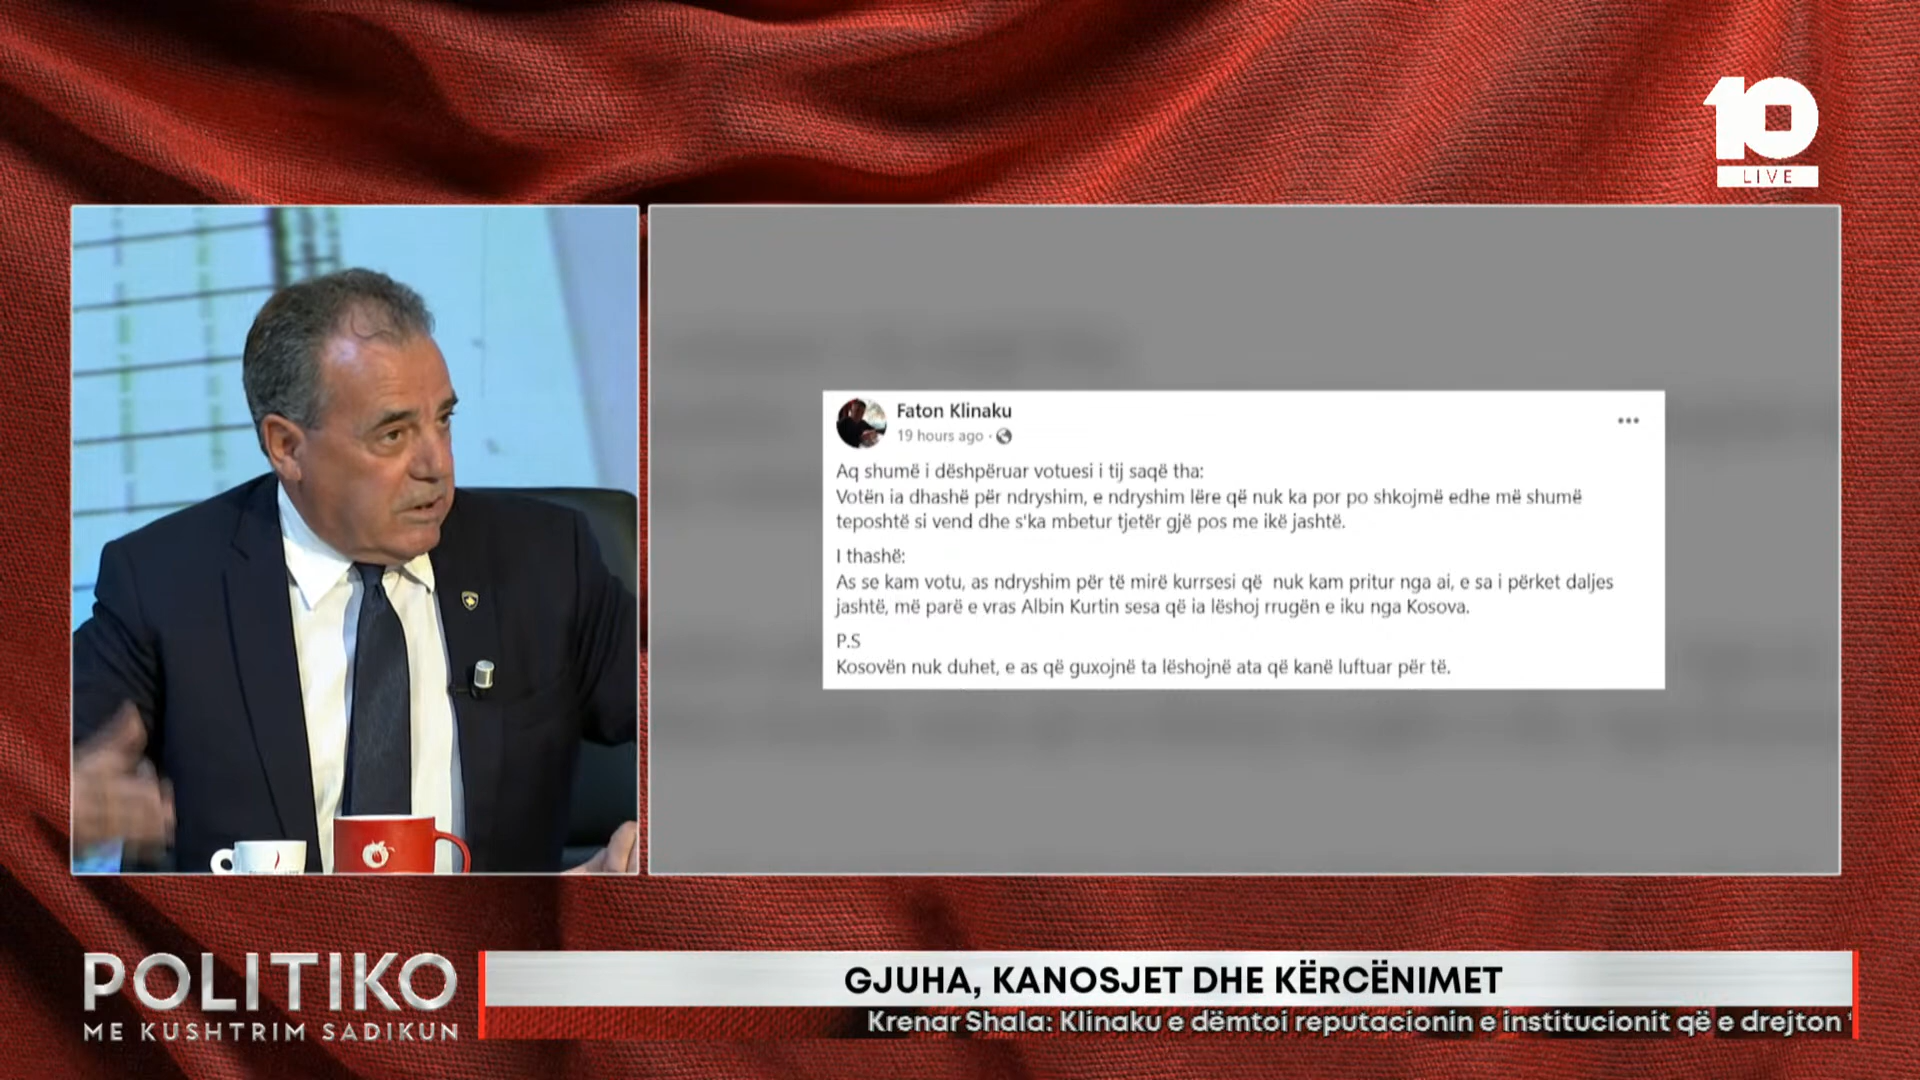 10
LIVE
Faton Klinaku
19 hours ago ·
Aq shumë i dëshpëruar votuesi i tij saqë tha:
Votën ia dhashë për ndryshim, e ndryshim lëre që nuk ka por po shkojmë edhe më shumë
teposhtë si vend dhe s'ka mbetur tjetër gjë pos me ikë jashtë.
I thashë:
As se kam votu, as ndryshim për të mirë kurrsesi që nuk kam pritur nga ai, e sa i përket daljes
jashtë, më parë e vras Albin Kurtin sesa që ia lëshoj rrugën e iku nga Kosova.
P.S
Kosovën nuk duhet, e as që guxojnë ta lëshojnë ata që kanë luftuar për të.
POLITIKO
ME KUSHTRIM SADIKUN
GJUHA, KANOSJET DHE KËRCËNIMET
Krenar Shala: Klinaku e dëmtoi reputacionin e institucionit që e drejton